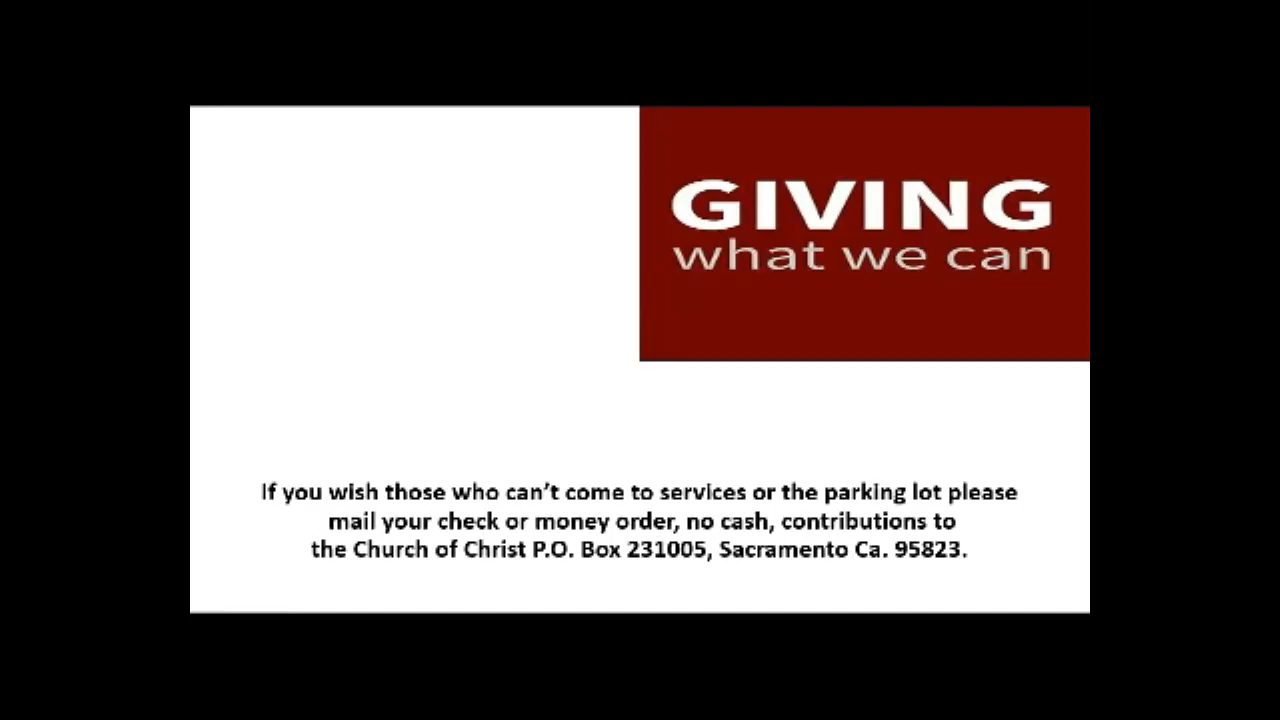 GIVING
what we can
If you wish those who can’t come to services or the parking lot please
mail your check or money order, no cash, contributions to
the Church of Christ P.O. Box 231005, Sacramento Ca. 95823.